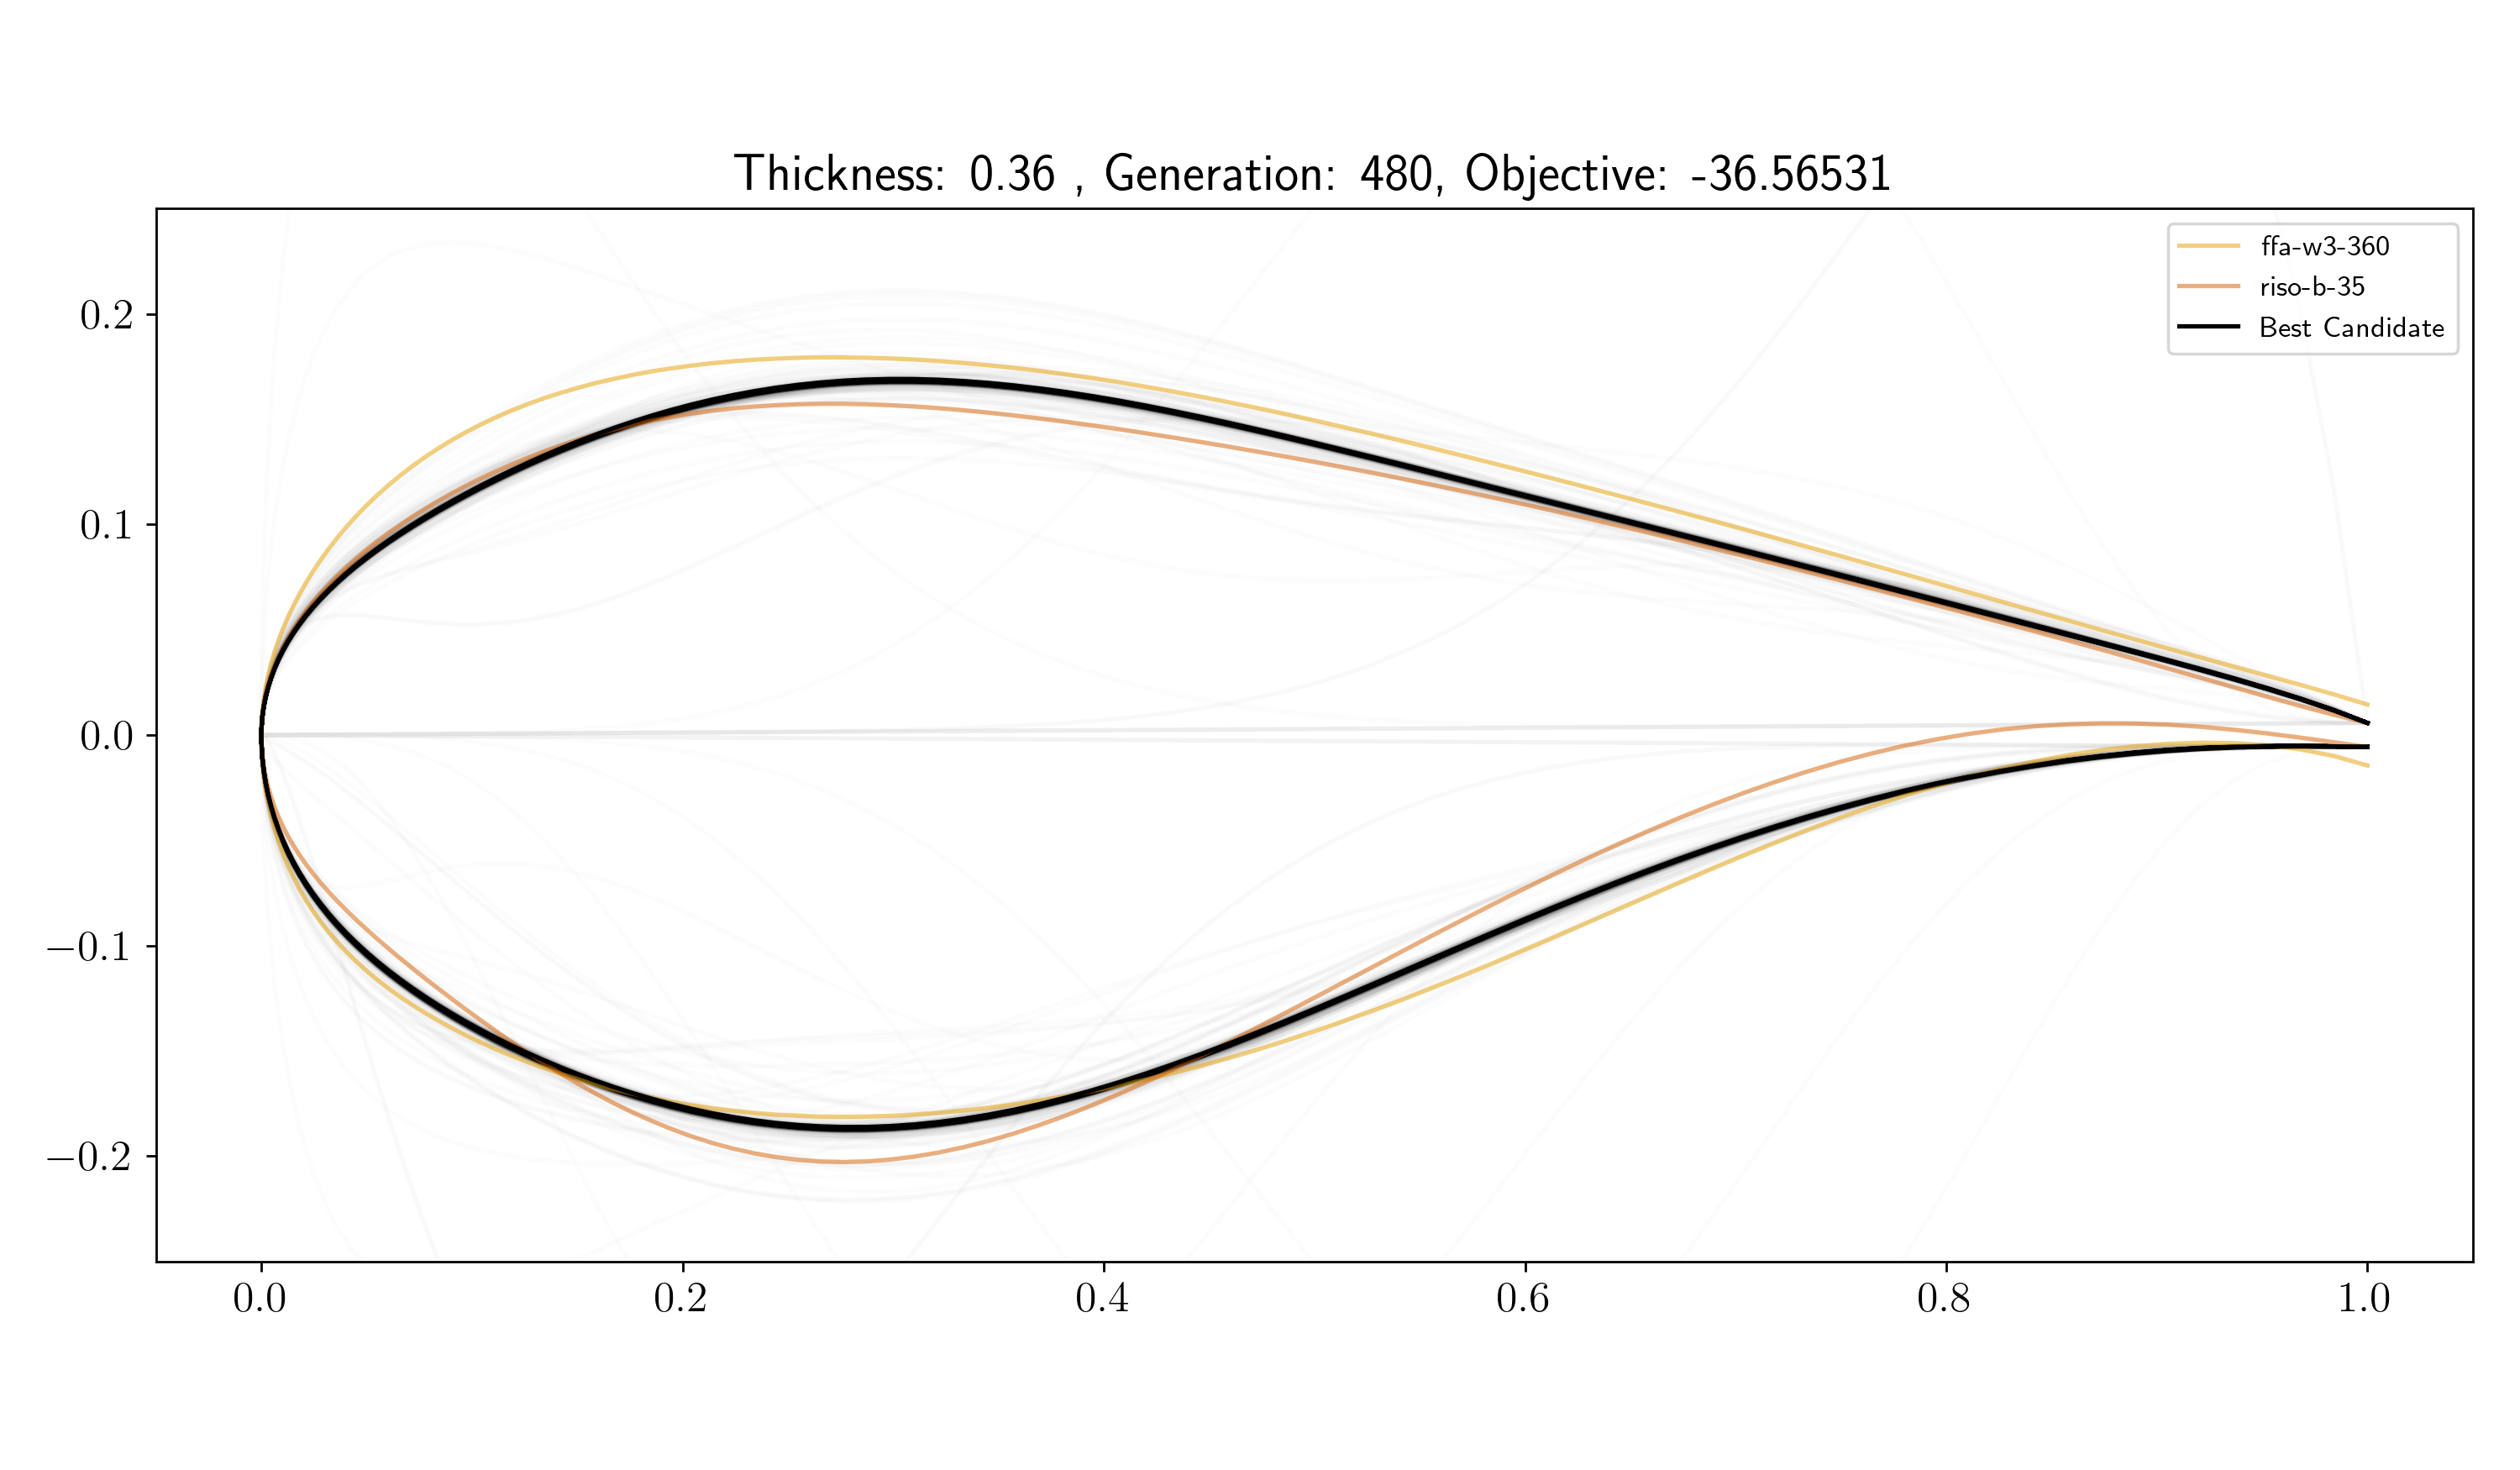 Thickness: 0.36 , Generation: 480, Objective: -36.56531
ffa-w3-360
riso-b-35
Best Candidate
0.2
0.1
0.0
−0.1
−0.2
0.0 0.2 0.4 0.6 0.8 1.0